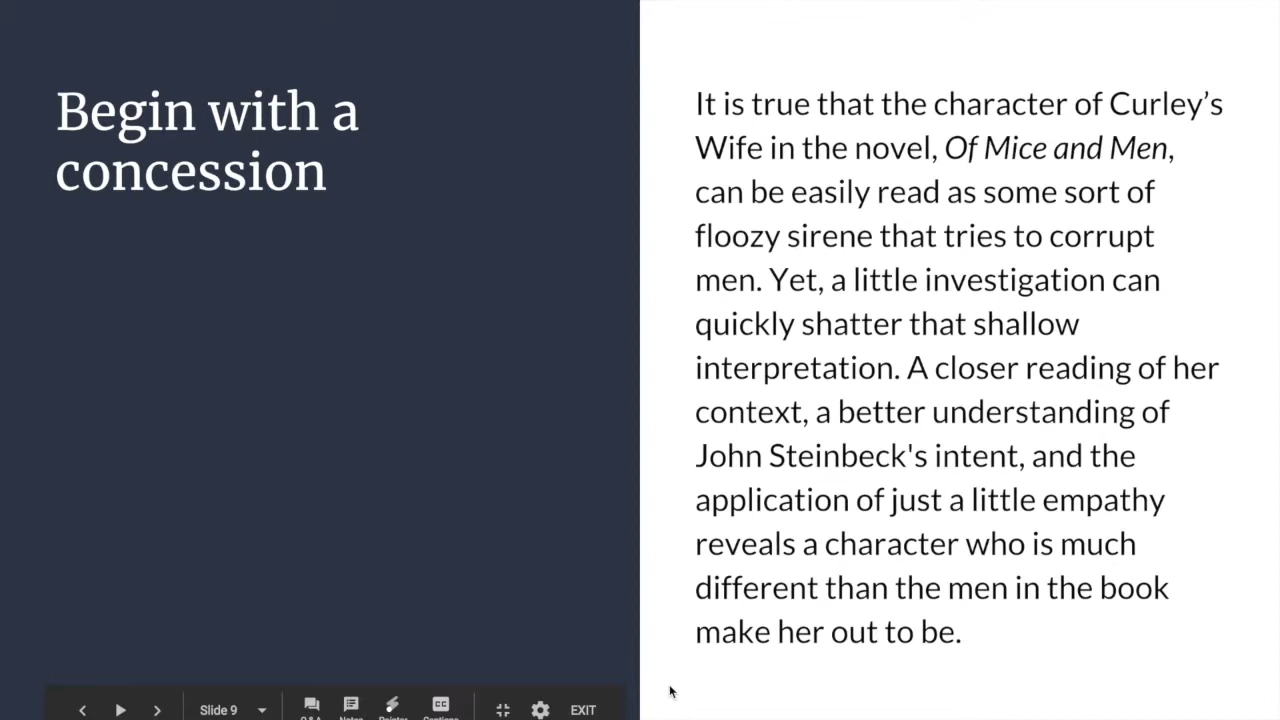 Begin with a
concession
It is true that the character of Curley’s
Wife in the novel, Of Mice and Men,
can be easily read as some sort of
floozy sirene that tries to corrupt
men. Yet, a little investigation can
quickly shatter that shallow
interpretation. A closer reading of her
context, a better understanding of
John Steinbeck's intent, and the
application of just a little empathy
reveals a character who is much
different than the men in the book
make her out to be.
Slide 9
Q&A Notes Pointer Captions
CC
EXIT